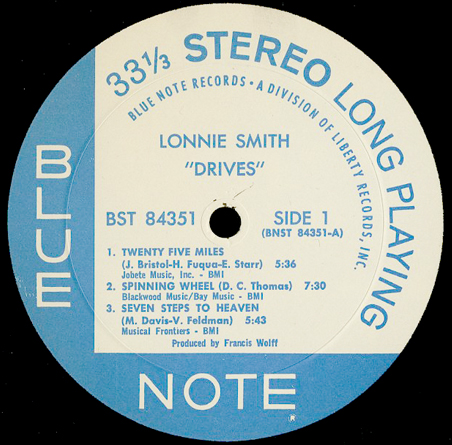 33⅓ STEREO LONG PLAYING
BLUE NOTE RECORDS • A DIVISION OF LIBERTY RECORDS, INC.
LONNIE SMITH
"DRIVES"
BST 84351 SIDE 1
(BNST 84351-A)
1. TWENTY FIVE MILES
(J. Bristol-H. Fuqua-E. Starr) 5:36
Jobete Music, Inc. - BMI
2. SPINNING WHEEL (D. C. Thomas) 7:30
Blackwood Music/Bay Music - BMI
3. SEVEN STEPS TO HEAVEN
(M. Davis-V. Feldman) 5:43
Musical Frontiers - BMI
Produced by Francis Wolff
BLUE
NOTE
®